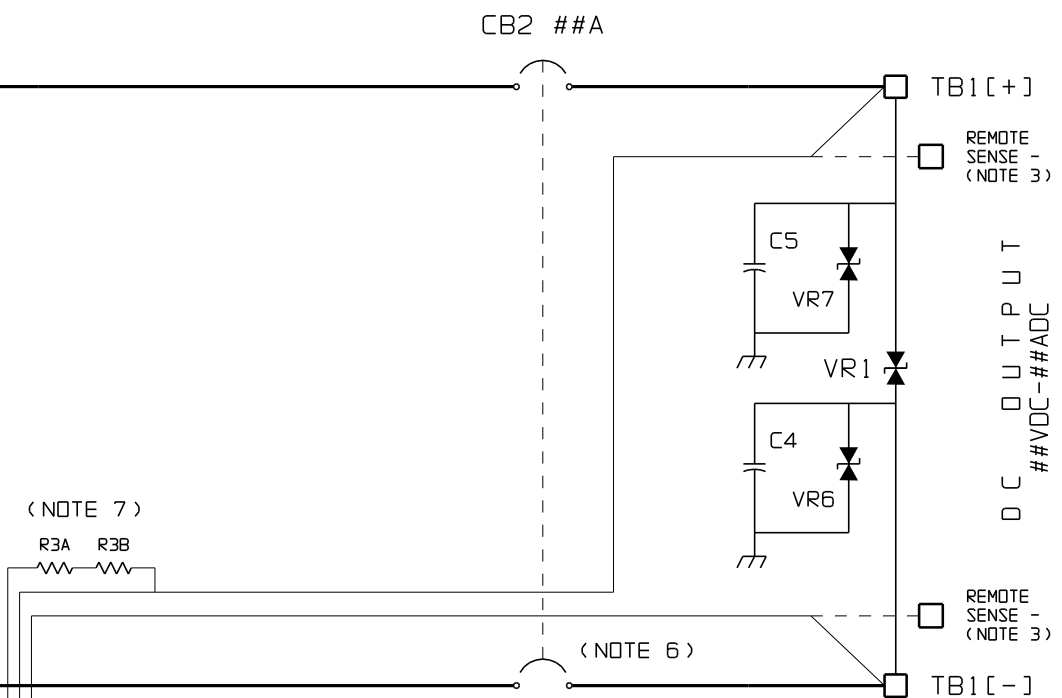 CB2 ##A
TB1[+]
REMOTE
SENSE -
(NOTE 3)
C5
VR7
VR1
C4
VR6
DC OUTPUT
##VDC-##ADC
(NOTE 7)
R3A R3B
REMOTE
SENSE -
(NOTE 3)
(NOTE 6)
TB1[-]